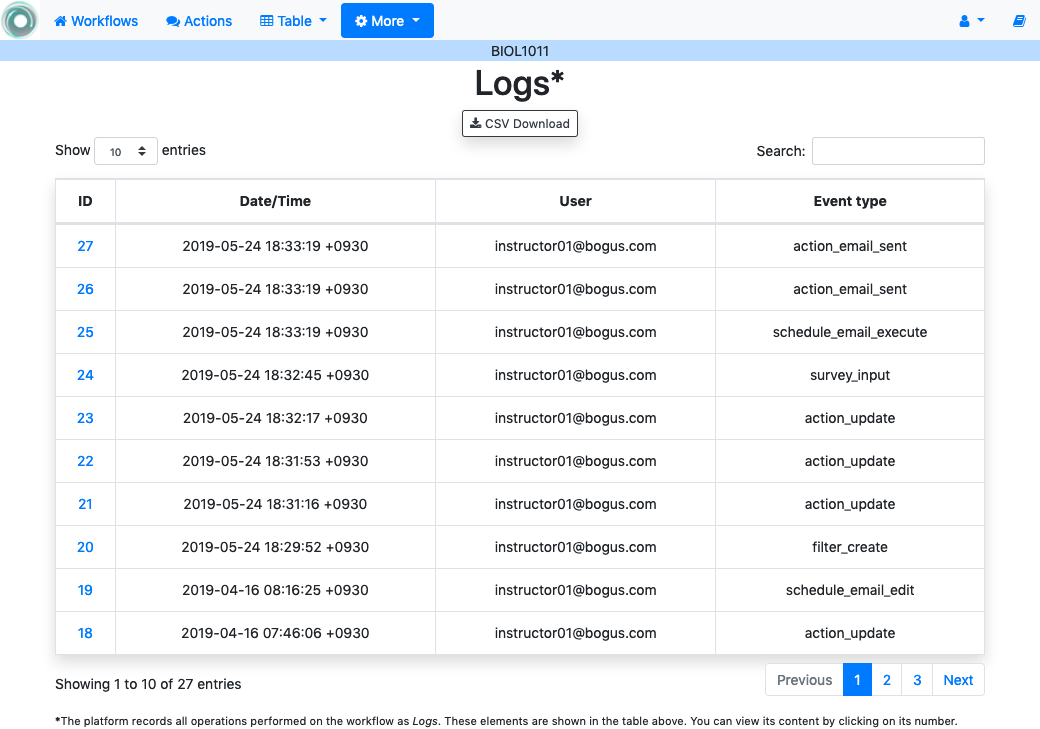 Workflows Actions Table More
BIOL1011
Logs*
CSV Download
Show 10 entries Search:
ID Date/Time User Event type
27 2019-05-24 18:33:19 +0930 instructor01@bogus.com action_email_sent
26 2019-05-24 18:33:19 +0930 instructor01@bogus.com action_email_sent
25 2019-05-24 18:33:19 +0930 instructor01@bogus.com schedule_email_execute
24 2019-05-24 18:32:45 +0930 instructor01@bogus.com survey_input
23 2019-05-24 18:32:17 +0930 instructor01@bogus.com action_update
22 2019-05-24 18:31:53 +0930 instructor01@bogus.com action_update
21 2019-05-24 18:31:16 +0930 instructor01@bogus.com action_update
20 2019-05-24 18:29:52 +0930 instructor01@bogus.com filter_create
19 2019-04-16 08:16:25 +0930 instructor01@bogus.com schedule_email_edit
18 2019-04-16 07:46:06 +0930 instructor01@bogus.com action_update
Showing 1 to 10 of 27 entries Previous 1 2 3 Next
*The platform records all operations performed on the workflow as Logs. These elements are shown in the table above. You can view its content by clicking on its number.